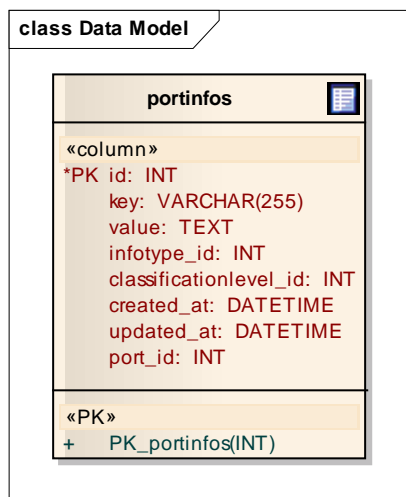 class Data Model
portinfos
«column»
*PK id: INT
key: VARCHAR(255)
value: TEXT
infotype_id: INT
classificationlevel_id: INT
created_at: DATETIME
updated_at: DATETIME
port_id: INT
«PK»
+ PK_portinfos(INT)